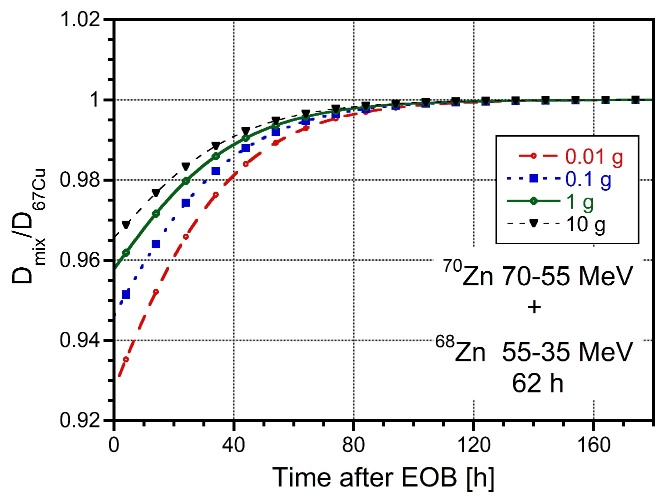 1.02
1
0.98
0.96
0.94
0.92
D_mix/D_67Cu
0.01 g
0.1 g
1 g
10 g
⁷⁰Zn 70-55 MeV
+
⁶⁸Zn 55-35 MeV
62 h
0 40 80 120 160
Time after EOB [h]